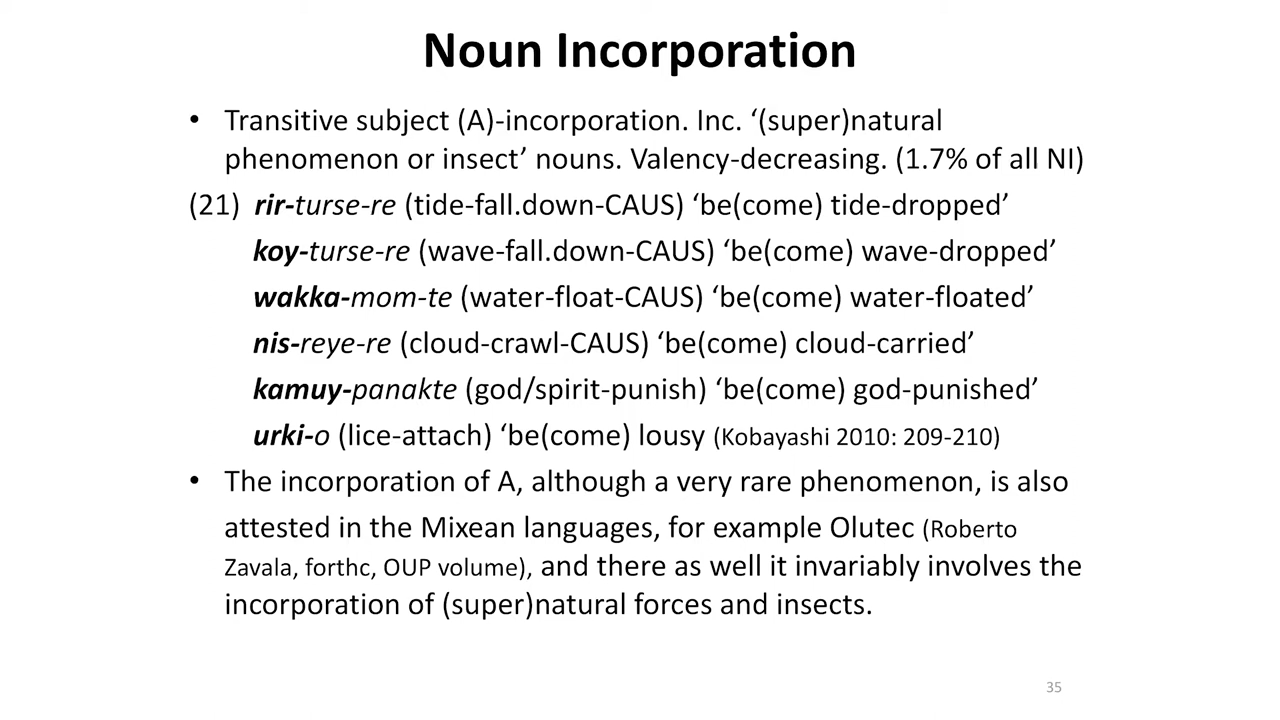 Noun Incorporation
• Transitive subject (A)-incorporation. Inc. ‘(super)natural
phenomenon or insect’ nouns. Valency-decreasing. (1.7% of all NI)
(21) rir-turse-re (tide-fall.down-CAUS) ‘be(come) tide-dropped’
koy-turse-re (wave-fall.down-CAUS) ‘be(come) wave-dropped’
wakka-mom-te (water-float-CAUS) ‘be(come) water-floated’
nis-reye-re (cloud-crawl-CAUS) ‘be(come) cloud-carried’
kamuy-panakte (god/spirit-punish) ‘be(come) god-punished’
urki-o (lice-attach) ‘be(come) lousy (Kobayashi 2010: 209-210)
• The incorporation of A, although a very rare phenomenon, is also
attested in the Mixean languages, for example Olutec (Roberto
Zavala, forthc, OUP volume), and there as well it invariably involves the
incorporation of (super)natural forces and insects.
35